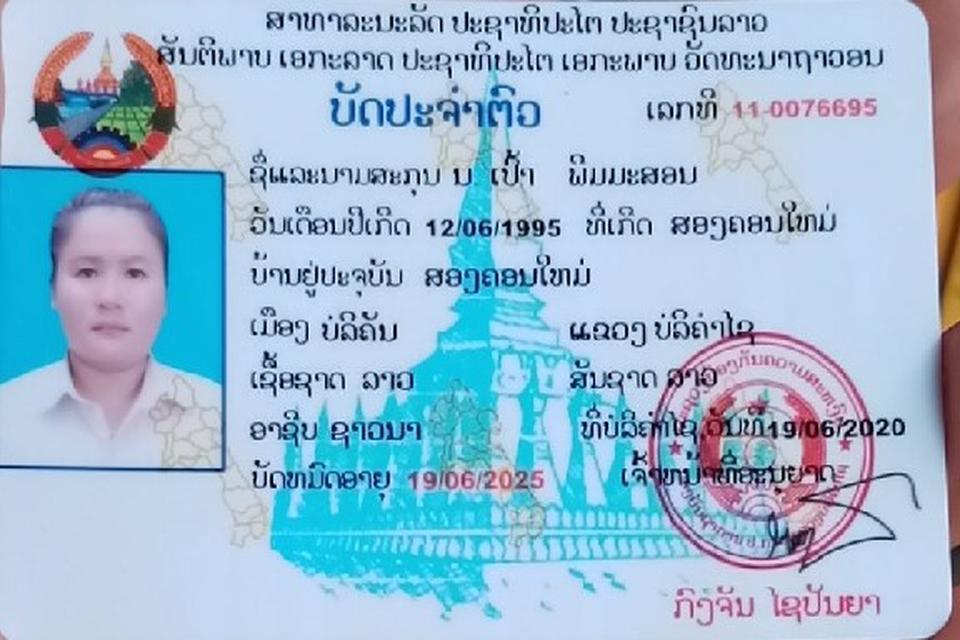 ສາທາລະນະລັດ ປະຊາທິປະໄຕ ປະຊາຊົນລາວ
ສັນຕິພາບ ເອກະລາດ ປະຊາທິປະໄຕ ເອກະພາບ ວັດທະນາຖາວອນ
ບັດປະຈຳຕົວ ເລກທີ 11-0076695
ຊື່ແລະນາມສະກຸນ ນ ເປົ້າ ພິມມະສອນ
ວັນເດືອນປີເກີດ 12/06/1995 ທີ່ເກີດ ສອງຄອນໃຫມ່
ບ້ານຢູ່ປະຈຸບັນ ສອງຄອນໃຫມ່
ເມືອງ ບໍລິຄັນ ແຂວງ ບໍລິຄຳໄຊ
ເຊື້ອຊາດ ລາວ ສັນຊາດ ລາວ
ອາຊີບ ຊາວນາ ທີ່ບໍລິຄຳໄຊ,ວັນທີ19/06/2020
ບັດຫມົດອາຍຸ 19/06/2025 ເຈົ້າຫນ້າທີ່ອະນຸຍາດ
ກົງຈັນ ໄຊປັນຍາ